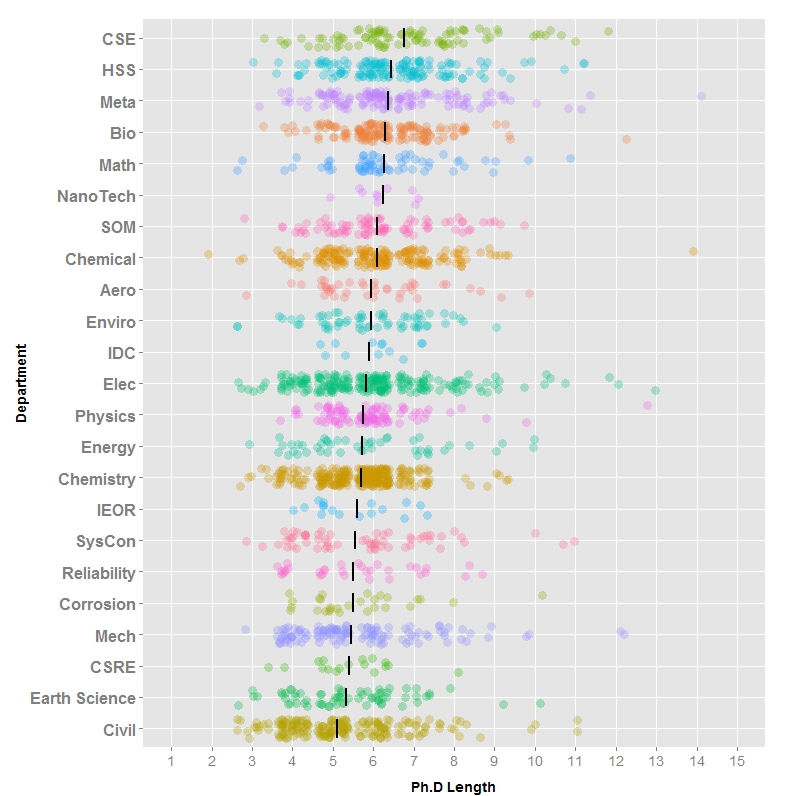 CSE
HSS
Meta
Bio
Math
NanoTech
SOM
Chemical
Aero
Enviro
IDC
Elec
Physics
Energy
Chemistry
IEOR
SysCon
Reliability
Corrosion
Mech
CSRE
Earth Science
Civil
Department
1 2 3 4 5 6 7 8 9 10 11 12 13 14 15
Ph.D Length